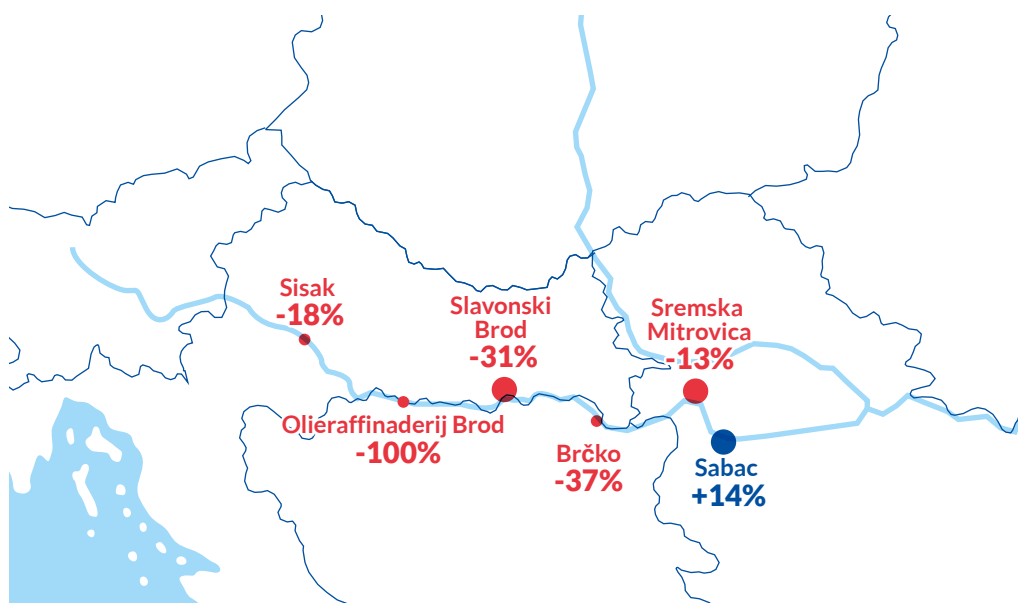 Sisak
-18%
Slavonski
Brod
-31%
Sremska
Mitrovica
-13%
Olieraffinaderij Brod
-100%
Brčko
-37%
Sabac
+14%